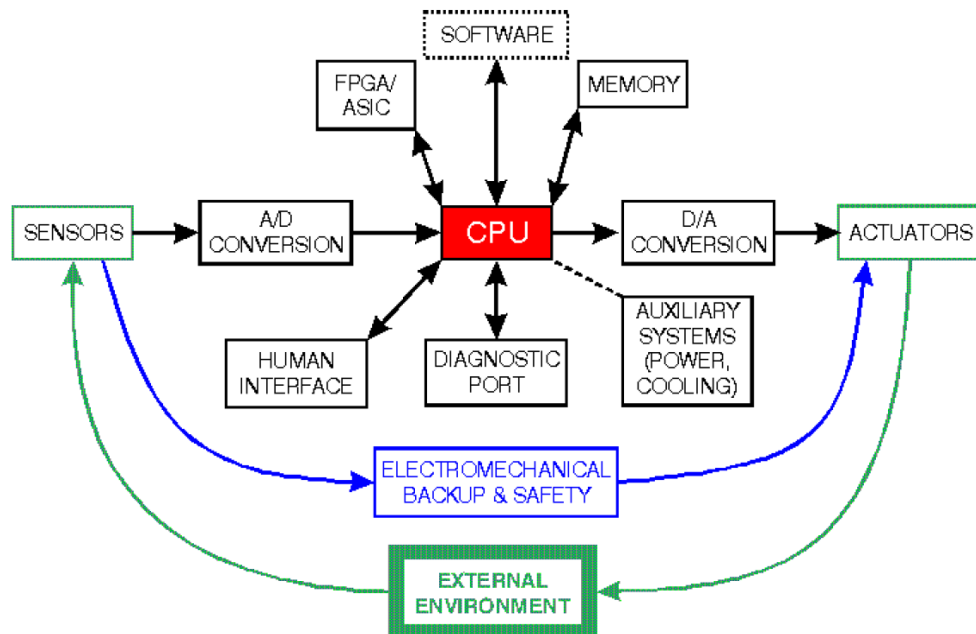 SOFTWARE
FPGA/
ASIC
MEMORY
SENSORS
A/D
CONVERSION
CPU
D/A
CONVERSION
ACTUATORS
HUMAN
INTERFACE
DIAGNOSTIC
PORT
AUXILIARY
SYSTEMS
(POWER,
COOLING)
ELECTROMECHANICAL
BACKUP & SAFETY
EXTERNAL
ENVIRONMENT